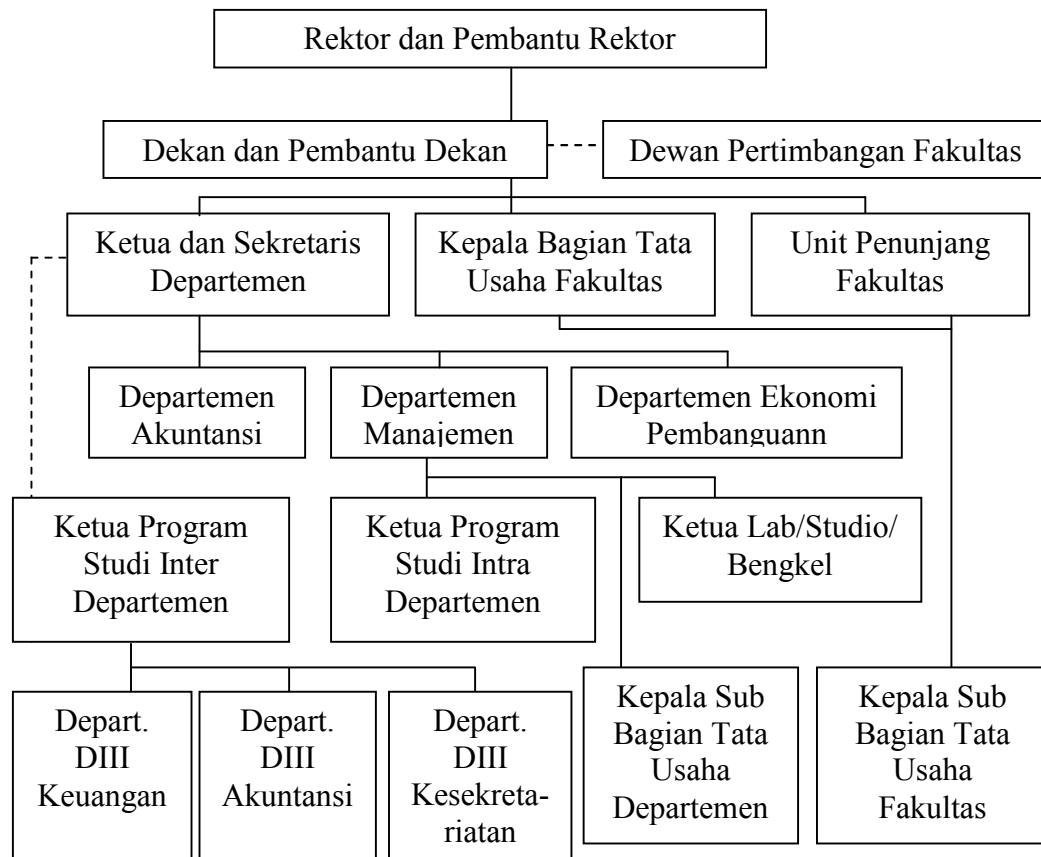 Rektor dan Pembantu Rektor
Dekan dan Pembantu Dekan
Dewan Pertimbangan Fakultas
Ketua dan Sekretaris
Departemen
Kepala Bagian Tata
Usaha Fakultas
Unit Penunjang
Fakultas
Departemen
Akuntansi
Departemen
Manajemen
Departemen Ekonomi
Pembanguann
Ketua Program
Studi Inter
Departemen
Ketua Program
Studi Intra
Departemen
Ketua Lab/Studio/
Bengkel
Depart.
DIII
Keuangan
Depart.
DIII
Akuntansi
Depart.
DIII
Kesekreta-
riatan
Kepala Sub
Bagian Tata
Usaha
Departemen
Kepala Sub
Bagian Tata
Usaha
Fakultas